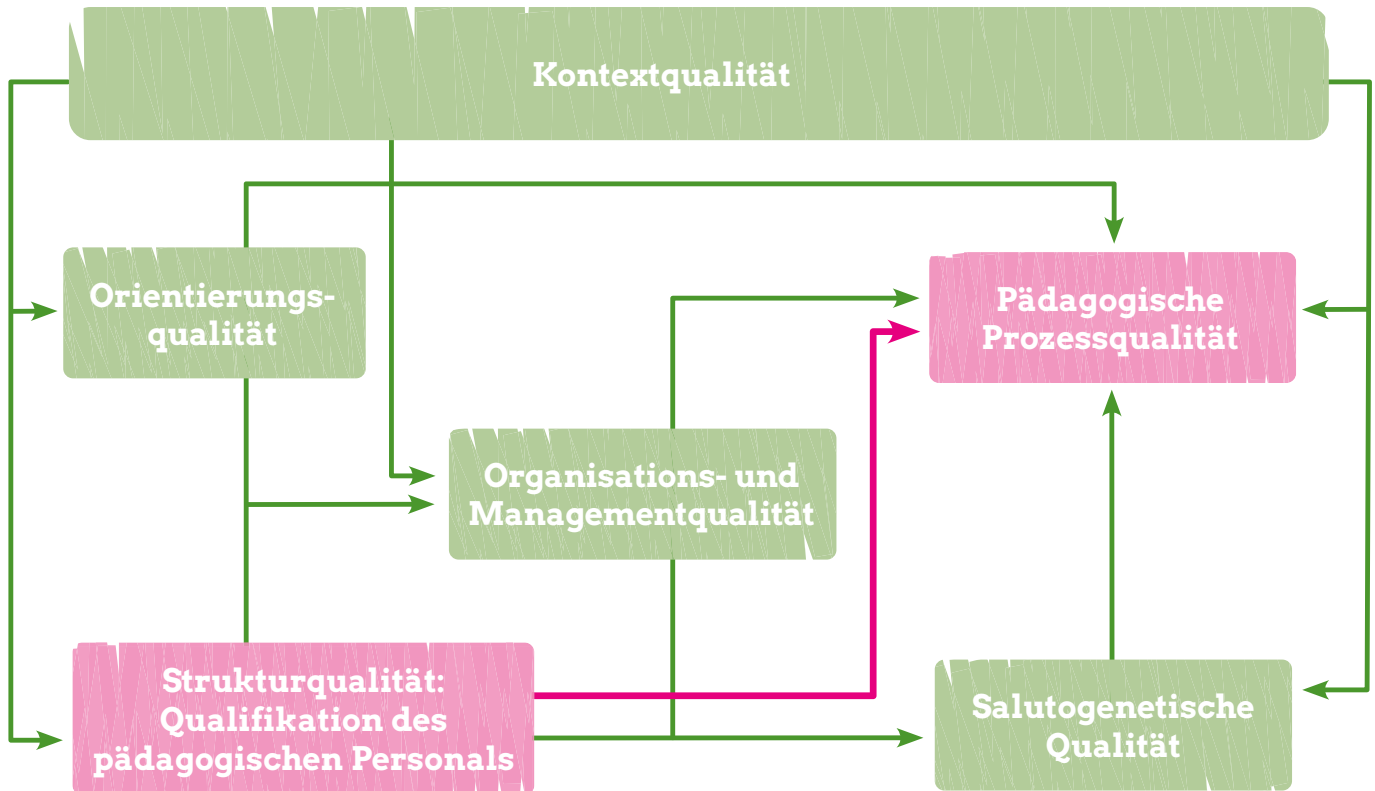 Kontextqualität
Orientierungs-
qualität
Pädagogische
Prozessqualität
Organisations- und
Managementqualität
Strukturqualität:
Qualifikation des
pädagogischen Personals
Salutogenetische
Qualität